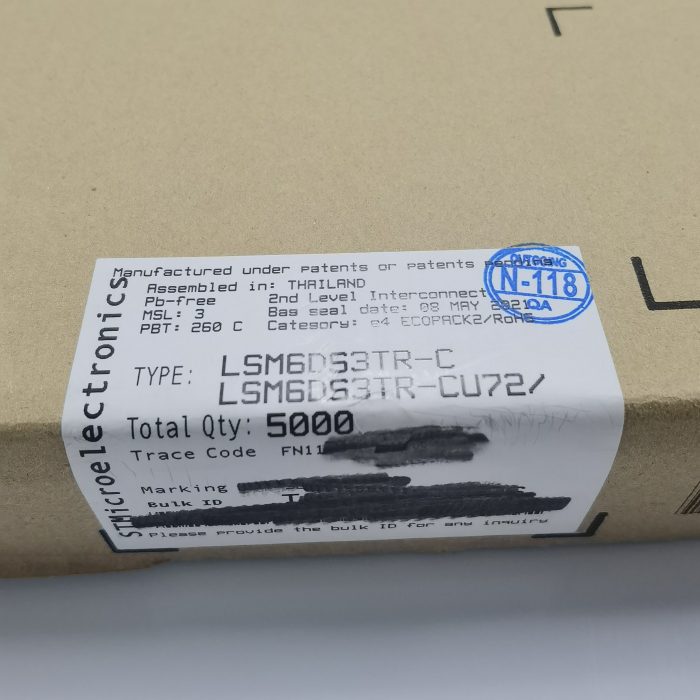 STMicroelectronics
Manufactured under patents or patents pending
Assembled in: THAILAND
Pb-free 2nd Level Interconnect
MSL: 3 Bag seal date: 08 MAY 2021
PBT: 260 C Category: e4 ECOPACK2/RoHS
OUTGOING
N-118
QA
TYPE: LSM6DS3TR-C
LSM6DS3TR-CU72/
Total Qty: 5000
Trace Code FN11
Marking
Bulk ID
Please provide the bulk ID for any inquiry